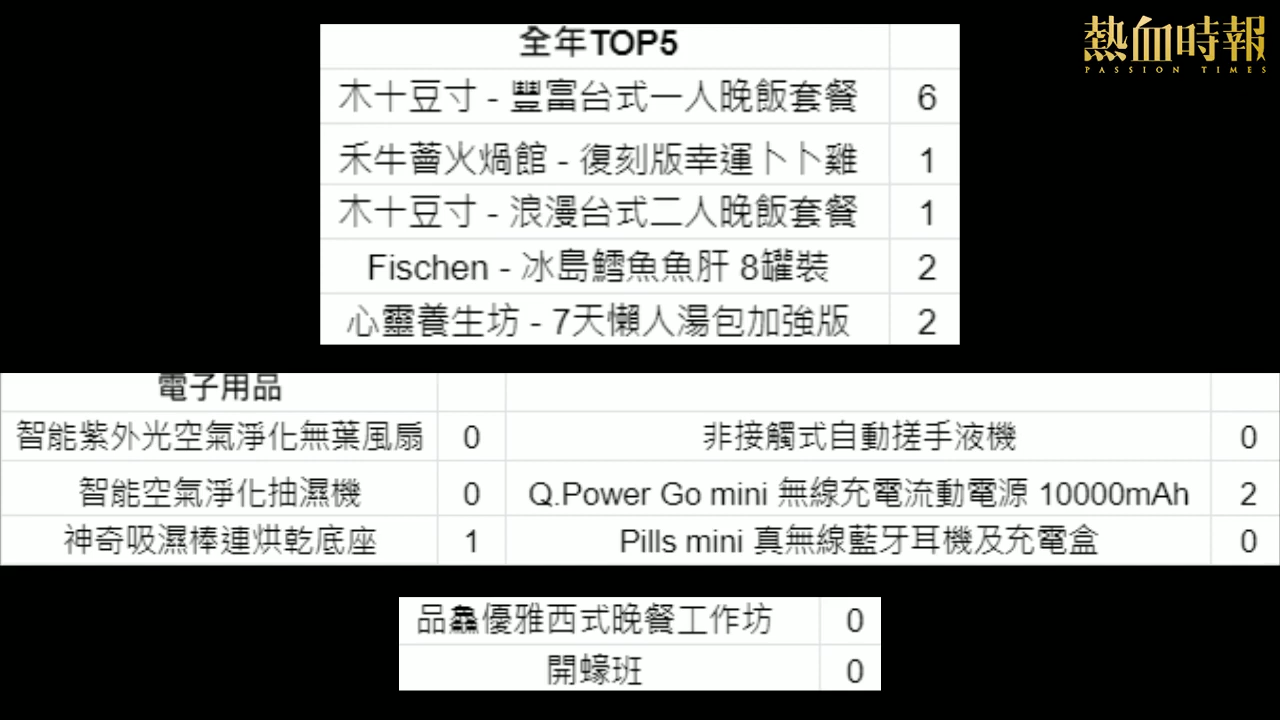 熱血時報
PASSION TIMES
全年TOP5
木十豆寸 - 豐富台式一人晚飯套餐 6
禾牛薈火煱館 - 復刻版幸運卜卜雞 1
木十豆寸 - 浪漫台式二人晚飯套餐 1
Fischen - 冰島鱈魚魚肝 8罐裝 2
心靈養生坊 - 7天懶人湯包加強版 2
電子用品
智能紫外光空氣淨化無葉風扇 0 非接觸式自動搓手液機 0
智能空氣淨化抽濕機 0 Q.Power Go mini 無線充電流動電源 10000mAh 2
神奇吸濕棒連烘乾底座 1 Pills mini 真無線藍牙耳機及充電盒 0
品鱻優雅西式晚餐工作坊 0
開蠔班 0